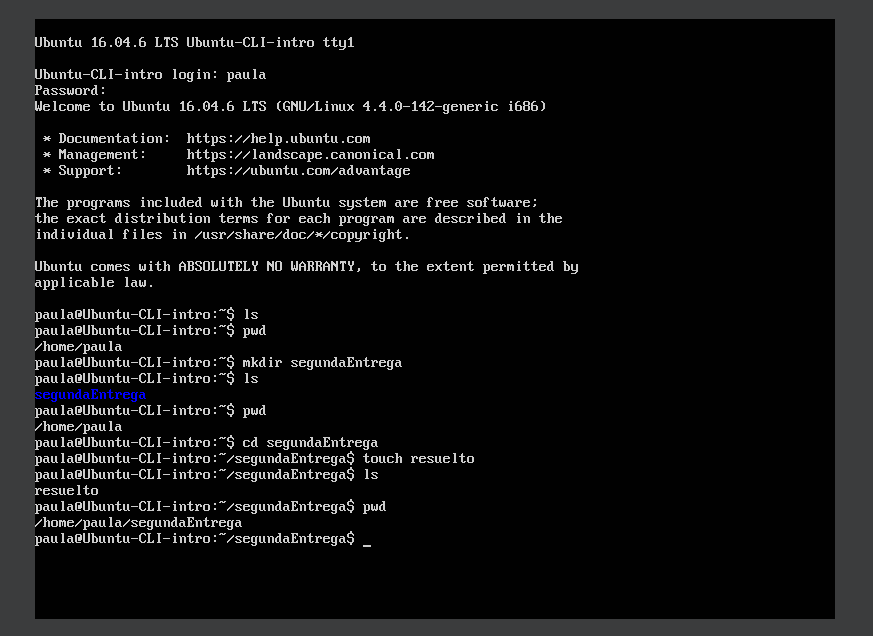 Ubuntu 16.04.6 LTS Ubuntu-CLI-intro tty1
Ubuntu-CLI-intro login: paula
Password:
Welcome to Ubuntu 16.04.6 LTS (GNU/Linux 4.4.0-142-generic i686)
* Documentation:  https://help.ubuntu.com
* Management:     https://landscape.canonical.com
* Support:        https://ubuntu.com/advantage
The programs included with the Ubuntu system are free software;
the exact distribution terms for each program are described in the
individual files in /usr/share/doc/*/copyright.
Ubuntu comes with ABSOLUTELY NO WARRANTY, to the extent permitted by
applicable law.
paula@Ubuntu-CLI-intro:~$ ls
paula@Ubuntu-CLI-intro:~$ pwd
/home/paula
paula@Ubuntu-CLI-intro:~$ mkdir segundaEntrega
paula@Ubuntu-CLI-intro:~$ ls
segundaEntrega
paula@Ubuntu-CLI-intro:~$ pwd
/home/paula
paula@Ubuntu-CLI-intro:~$ cd segundaEntrega
paula@Ubuntu-CLI-intro:~/segundaEntrega$ touch resuelto
paula@Ubuntu-CLI-intro:~/segundaEntrega$ ls
resuelto
paula@Ubuntu-CLI-intro:~/segundaEntrega$ pwd
/home/paula/segundaEntrega
paula@Ubuntu-CLI-intro:~/segundaEntrega$ _